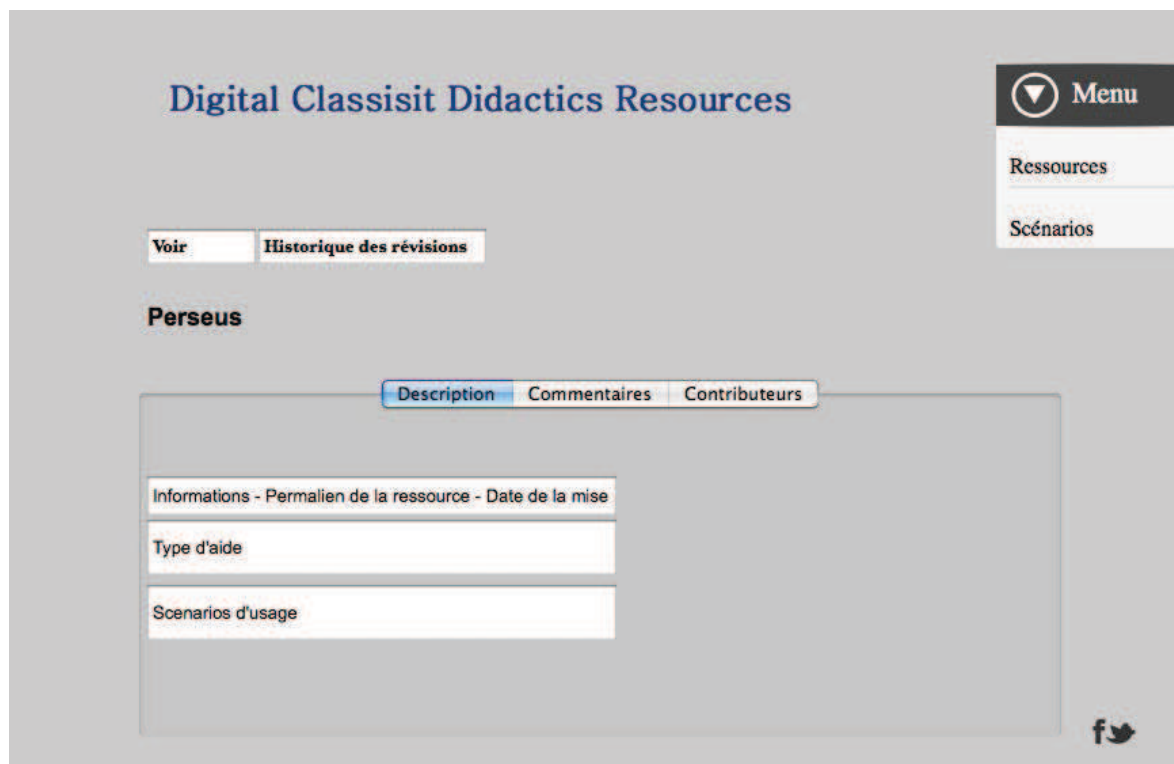 Digital Classisit Didactics Resources
Menu
Ressources
Scénarios
Voir
Historique des révisions
Perseus
Description
Commentaires
Contributeurs
Informations - Permalien de la ressource - Date de la mise
Type d'aide
Scenarios d'usage